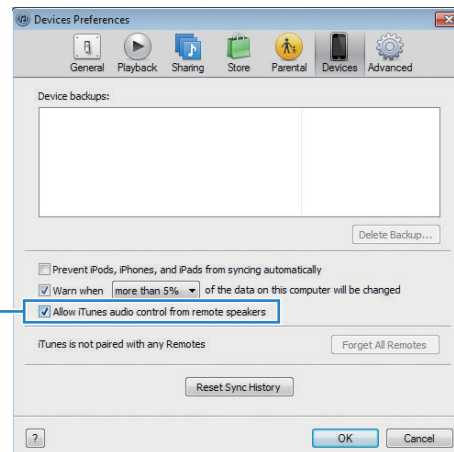 Devices Preferences
General Playback Sharing Store Parental Devices Advanced
Device backups:
Delete Backup...
Prevent iPods, iPhones, and iPads from syncing automatically
Warn when more than 5% of the data on this computer will be changed
Allow iTunes audio control from remote speakers
iTunes is not paired with any Remotes Forget All Remotes
Reset Sync History
? OK Cancel